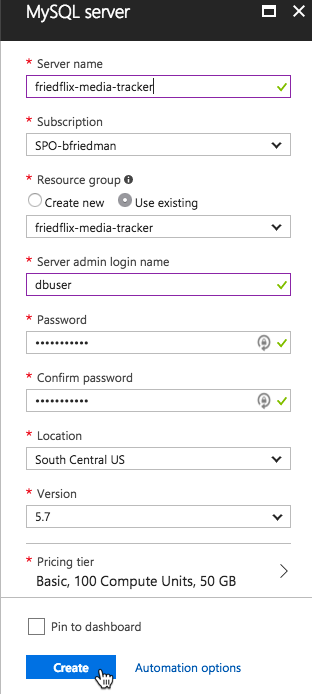 MySQL server
* Server name
friedflix-media-tracker
* Subscription
SPO-bfriedman
* Resource group
Create new Use existing
friedflix-media-tracker
* Server admin login name
dbuser
* Password
•••••••••••
* Confirm password
•••••••••••
* Location
South Central US
* Version
5.7
* Pricing tier
Basic, 100 Compute Units, 50 GB
Pin to dashboard
Create Automation options